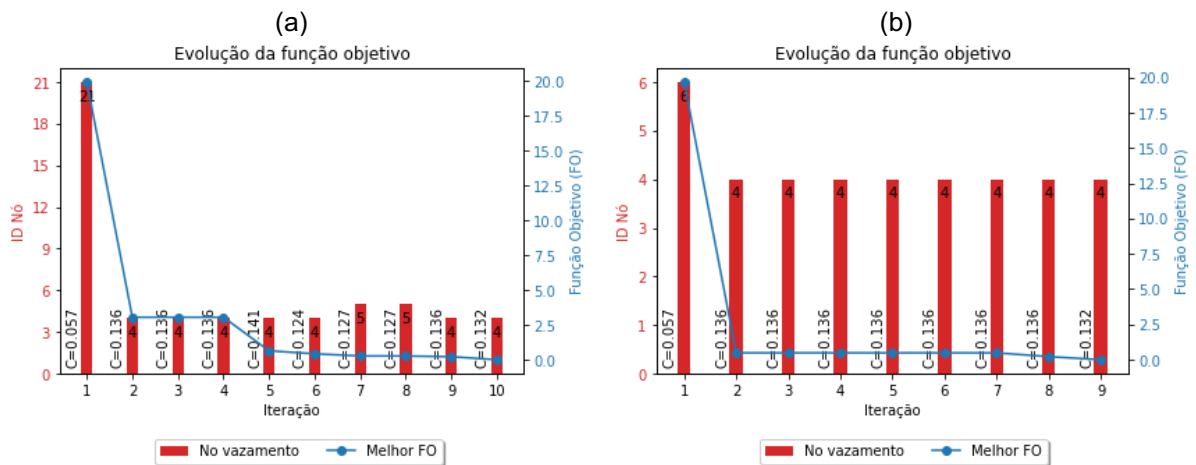 (a)
Evolução da função objetivo
ID Nó
21
18
15
12
9
6
3
0
21
4
4
4
4
4
5
5
4
4
C=0.057
C=0.136
C=0.136
C=0.136
C=0.141
C=0.124
C=0.127
C=0.127
C=0.136
C=0.132
20.0
17.5
15.0
12.5
10.0
7.5
5.0
2.5
0.0
Função Objetivo (FO)
1 2 3 4 5 6 7 8 9 10
Iteração
No vazamento Melhor FO
(b)
Evolução da função objetivo
ID Nó
6
5
4
3
2
1
0
6
4
4
4
4
4
4
4
4
C=0.057
C=0.136
C=0.136
C=0.136
C=0.136
C=0.136
C=0.136
C=0.136
C=0.132
20.0
17.5
15.0
12.5
10.0
7.5
5.0
2.5
0.0
Função Objetivo (FO)
1 2 3 4 5 6 7 8 9
Iteração
No vazamento Melhor FO